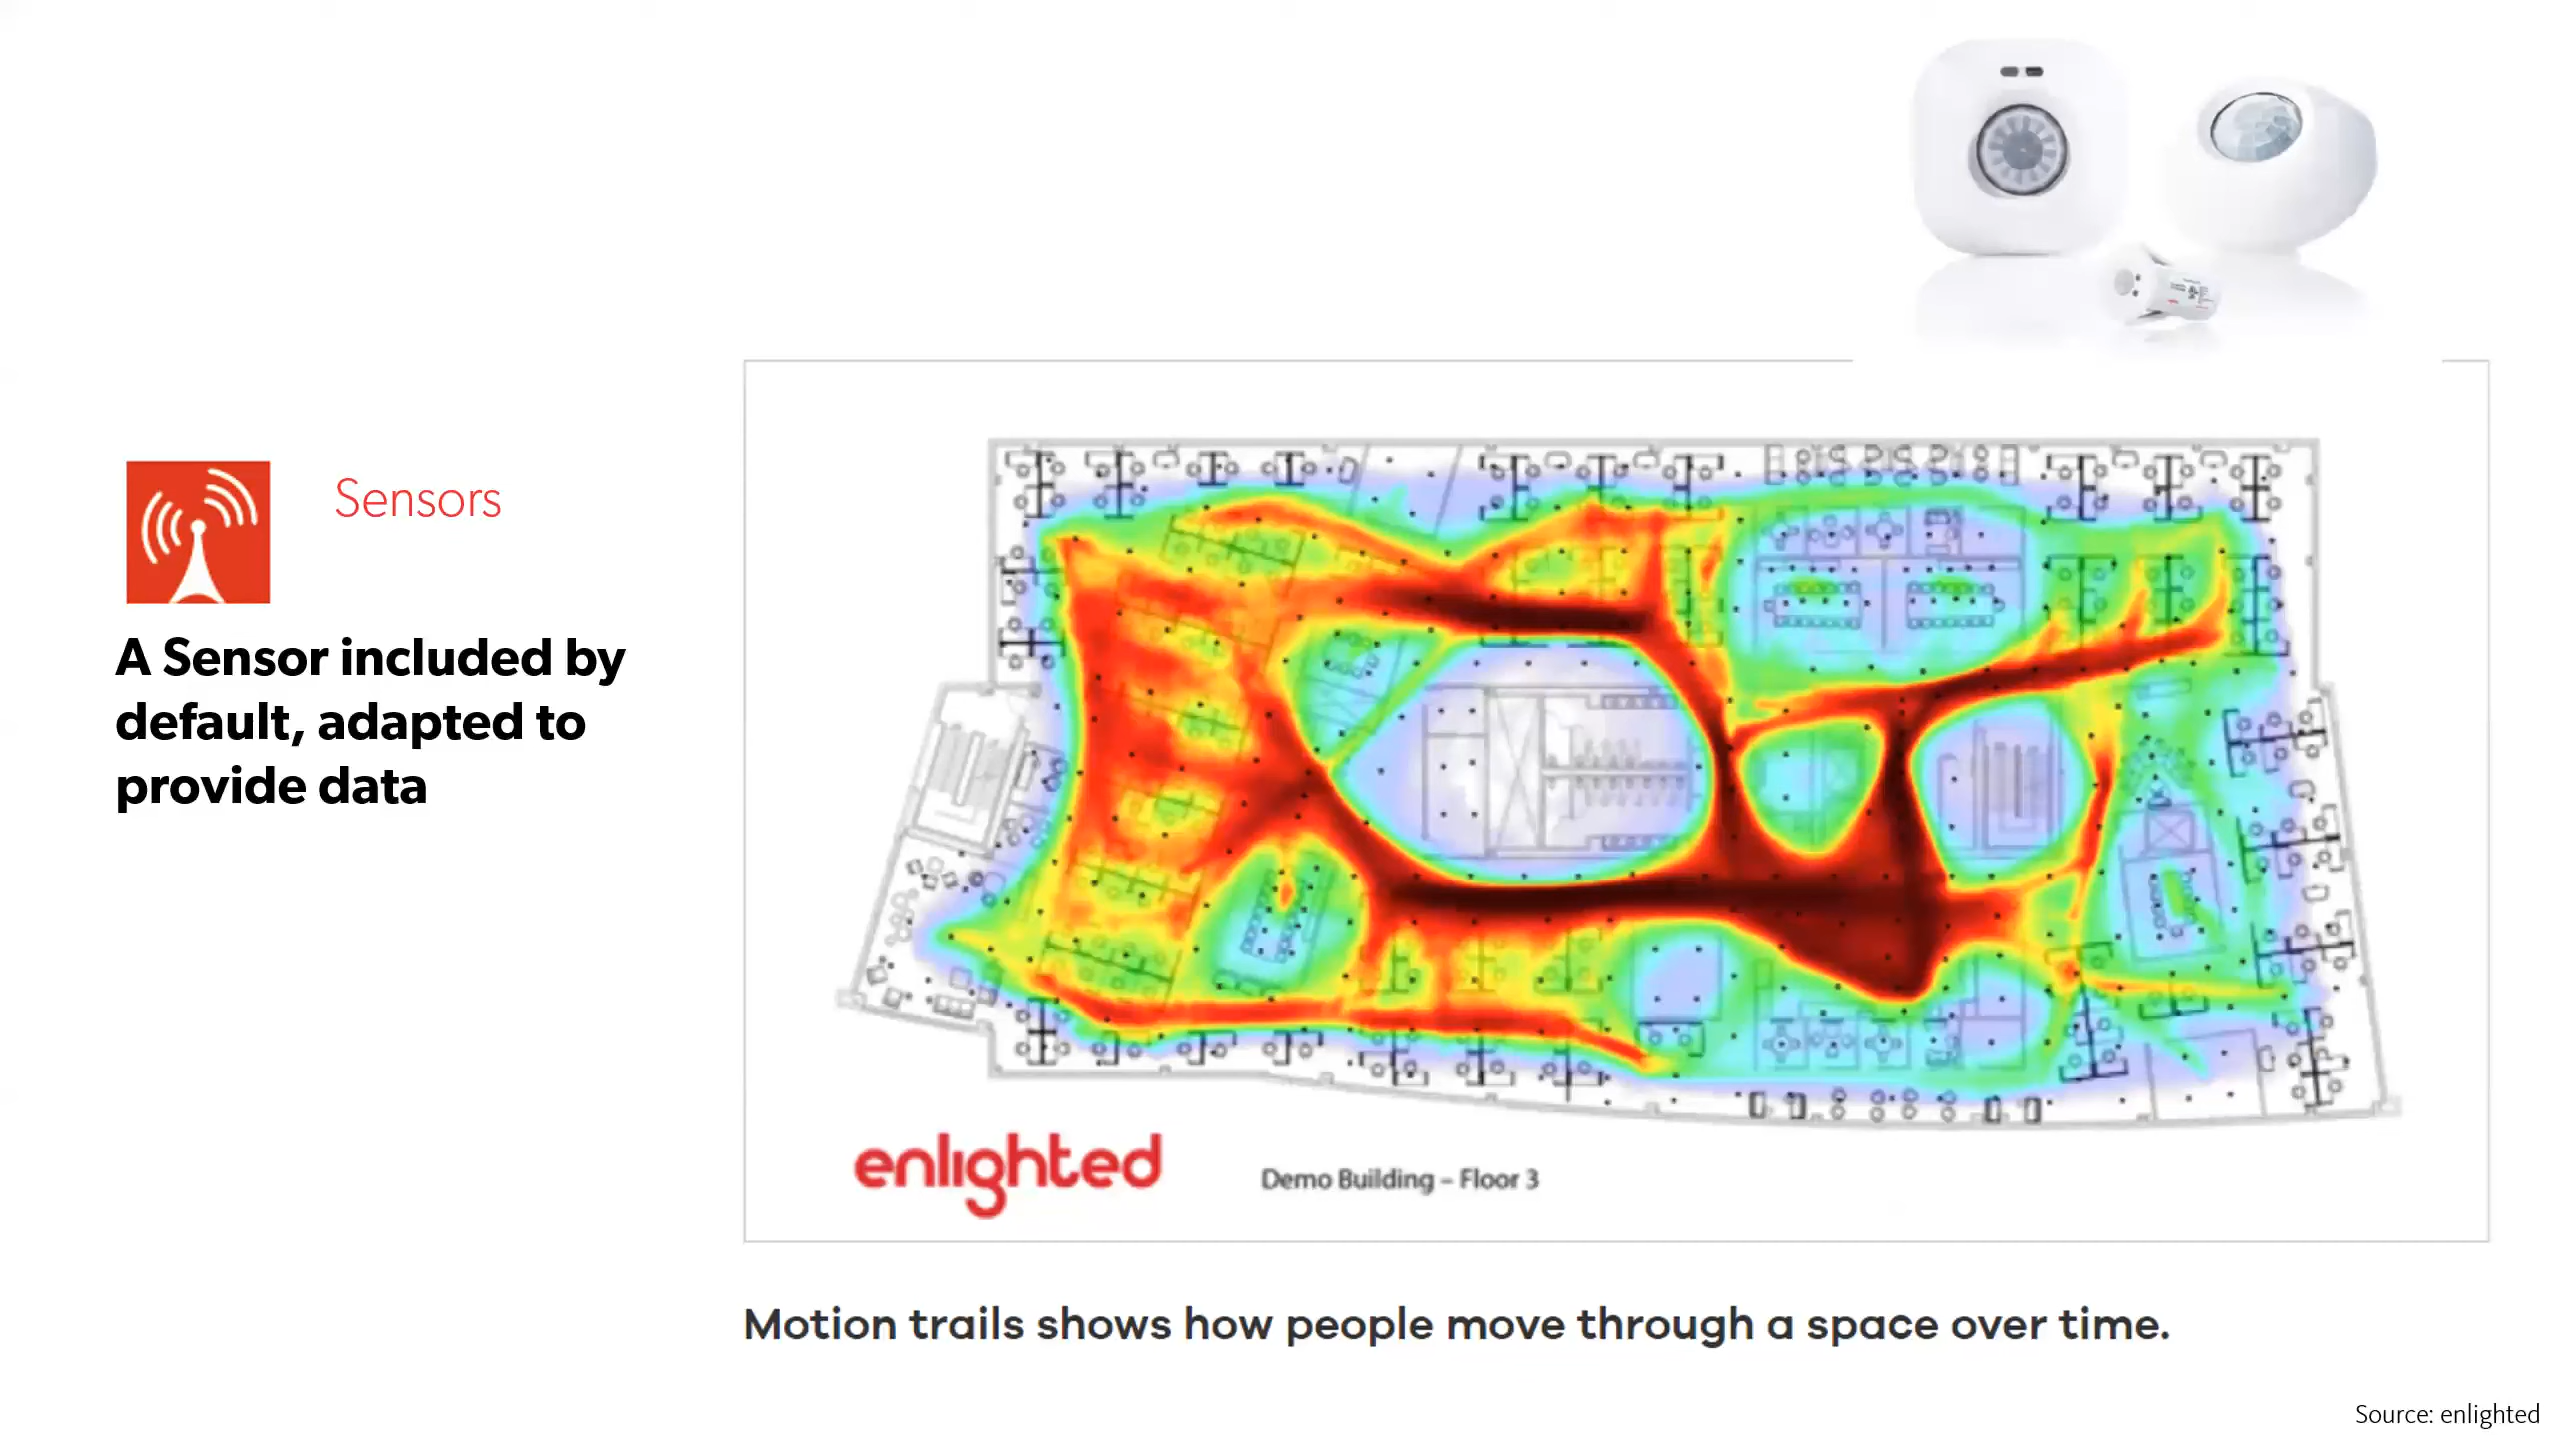 Sensors
A Sensor included by
default, adapted to
provide data
enlighted
Demo Building – Floor 3
Motion trails shows how people move through a space over time.
Source: enlighted